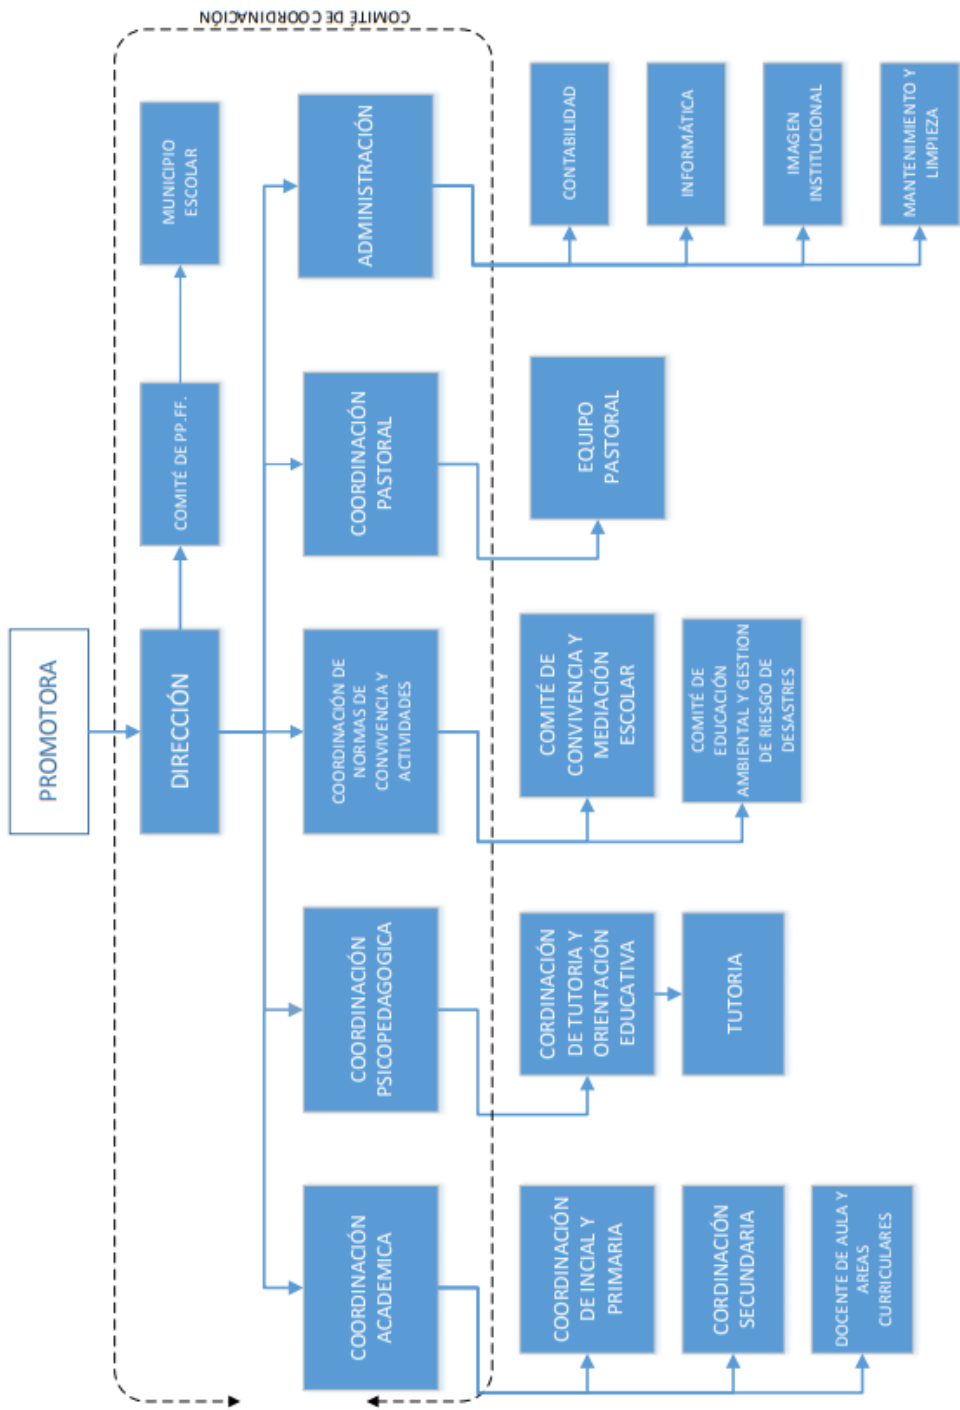 PROMOTORA
DIRECCIÓN
COMITÉ DE PP.FF.
MUNICIPIO
ESCOLAR
COMITÉ DE COORDINACIÓN
COORDINACIÓN
ACADEMICA
COORDINACIÓN
PSICOPEDAGOGICA
COORDINACIÓN DE
NORMAS DE
CONVIVENCIA Y
ACTIVIDADES
COORDINACIÓN
PASTORAL
ADMINISTRACIÓN
COORDINACIÓN
DE INCIAL Y
PRIMARIA
CORDINACIÓN
SECUNDARIA
DOCENTE DE AULA Y
AREAS
CURRICULARES
CORDINACIÓN
DE TUTORIA Y
ORIENTACIÓN
EDUCATIVA
TUTORIA
COMITÉ DE
CONVIVENCIA Y
MEDIACIÓN
ESCOLAR
COMITÉ DE
EDUCACIÓN
AMBIENTAL Y GESTION
DE RIESGO DE
DESASTRES
EQUIPO
PASTORAL
CONTABILIDAD
INFORMÁTICA
IMAGEN
INSTITUCIONAL
MANTENIMIENTO Y
LIMPIEZA